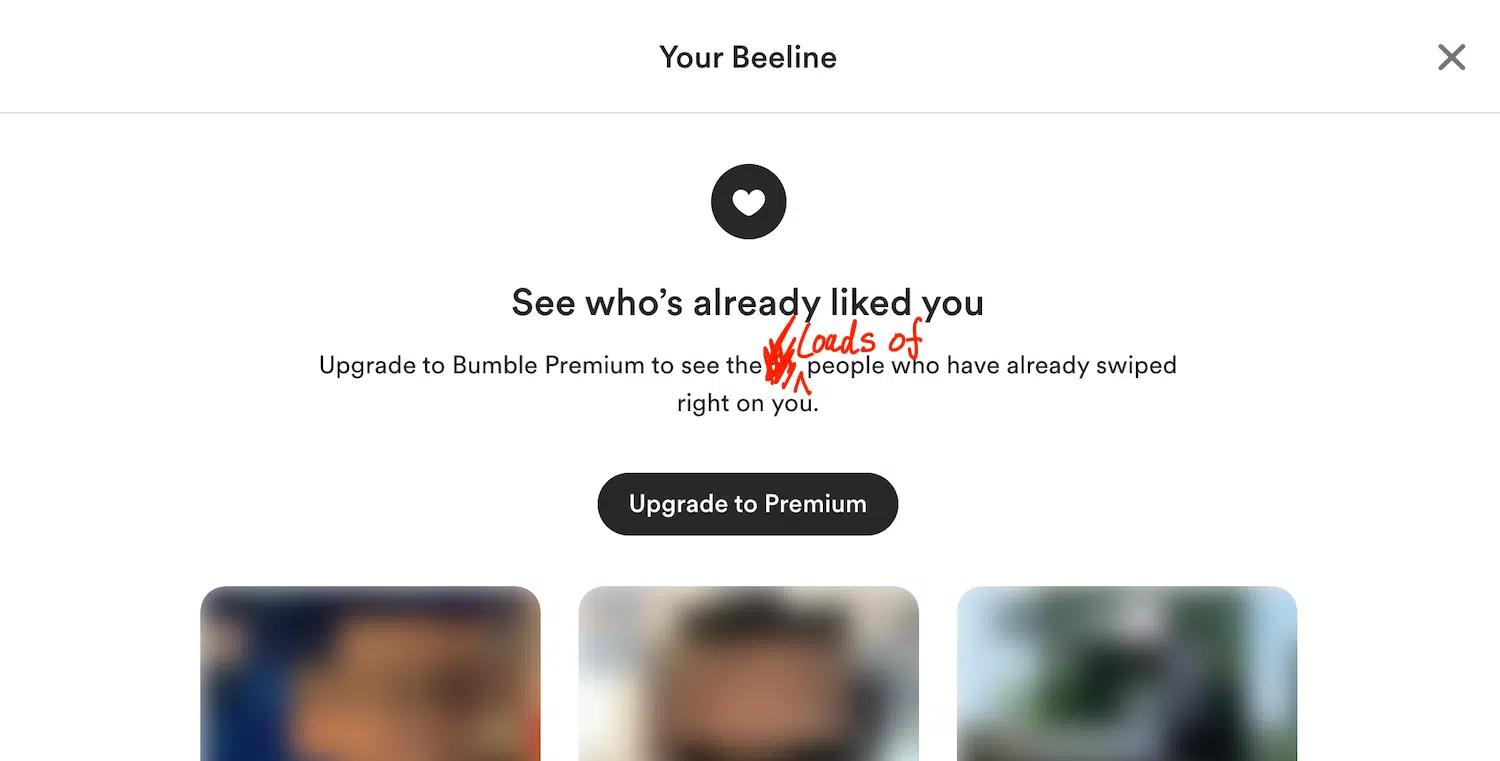 Your Beeline
See who's already liked you
Loads of
Upgrade to Bumble Premium to see the people who have already swiped
right on you.
Upgrade to Premium